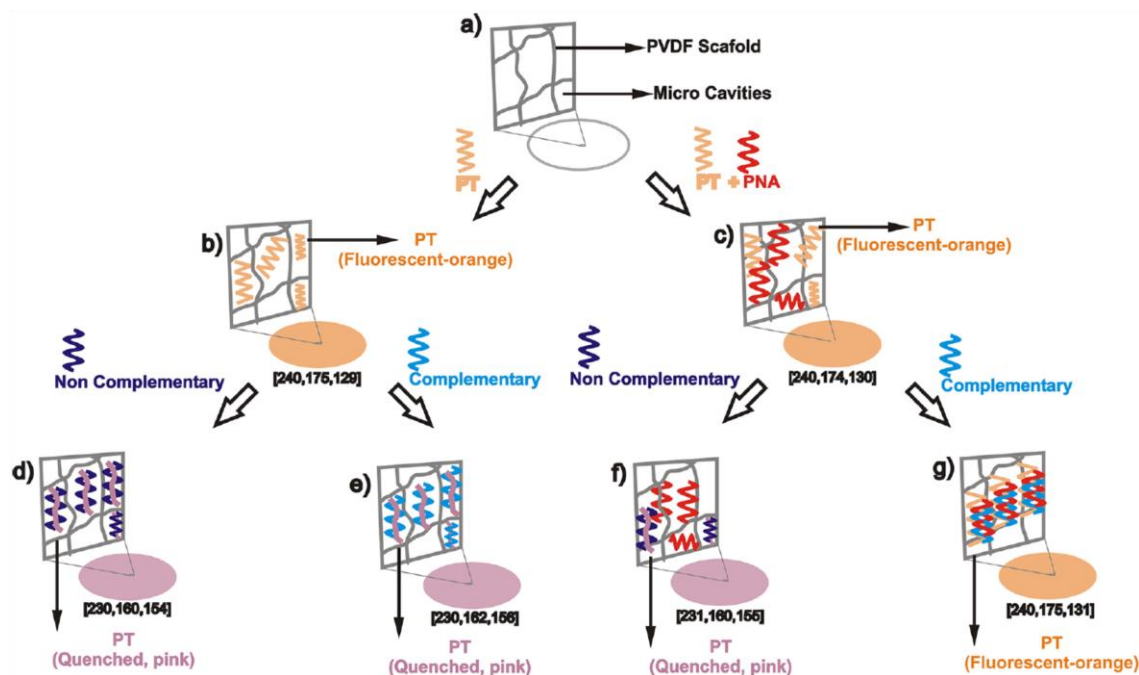 a)
PVDF Scafold
Micro Cavities
PT
PT + PNA
b)
PT
(Fluorescent-orange)
c)
PT
(Fluorescent-orange)
[240,175,129]
[240,174,130]
Non Complementary
Complementary
Non Complementary
Complementary
d)
e)
f)
g)
[230,160,154]
[230,162,156]
[231,160,155]
[240,175,131]
PT
(Quenched, pink)
PT
(Quenched, pink)
PT
(Quenched, pink)
PT
(Fluorescent-orange)